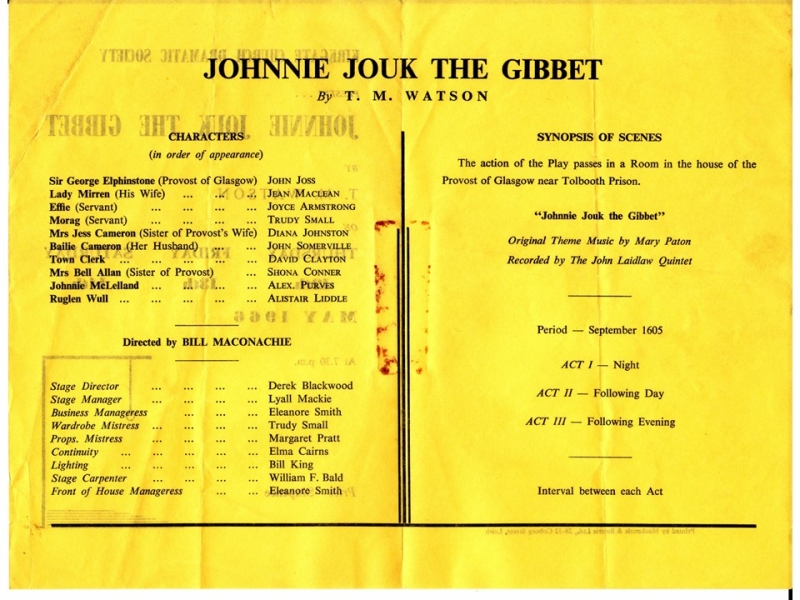 JOHNNIE JOUK THE GIBBET
By T. M. WATSON
CHARACTERS
(in order of appearance)
Sir George Elphinstone (Provost of Glasgow) JOHN JOSS
Lady Mirren (His Wife) ... ... ... JEAN MACLEAN
Effie (Servant) ... ... ... ... JOYCE ARMSTRONG
Morag (Servant) ... ... ... ... TRUDY SMALL
Mrs Jess Cameron (Sister of Provost's Wife) DIANA JOHNSTON
Bailie Cameron (Her Husband) ... ... JOHN SOMERVILLE
Town Clerk ... ... ... ... ... DAVID CLAYTON
Mrs Bell Allan (Sister of Provost) ... SHONA CONNER
Johnnie McLelland ... ... ... ... ALEX. PURVES
Ruglen Wull ... ... ... ... ... ALISTAIR LIDDLE
Directed by BILL MACONACHIE
Stage Director ... ... ... ... Derek Blackwood
Stage Manager ... ... ... ... Lyall Mackie
Business Manageress ... ... ... Eleanore Smith
Wardrobe Mistress ... ... ... ... Trudy Small
Props. Mistress ... ... ... ... Margaret Pratt
Continuity ... ... ... ... ... Elma Cairns
Lighting ... ... ... ... ... Bill King
Stage Carpenter ... ... ... ... William F. Bald
Front of House Manageress ... ... Eleanore Smith
SYNOPSIS OF SCENES
The action of the Play passes in a Room in the house of the
Provost of Glasgow near Tolbooth Prison.
"Johnnie Jouk the Gibbet"
Original Theme Music by Mary Paton
Recorded by The John Laidlaw Quintet
Period — September 1605
ACT I — Night
ACT II — Following Day
ACT III — Following Evening
Interval between each Act